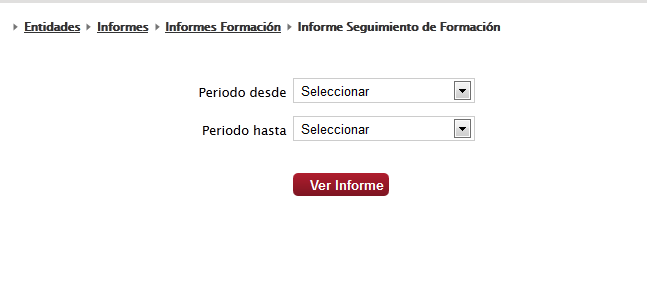 Entidades Informes Informes Formación Informe Seguimiento de Formación
Periodo desde Seleccionar
Periodo hasta Seleccionar
Ver Informe